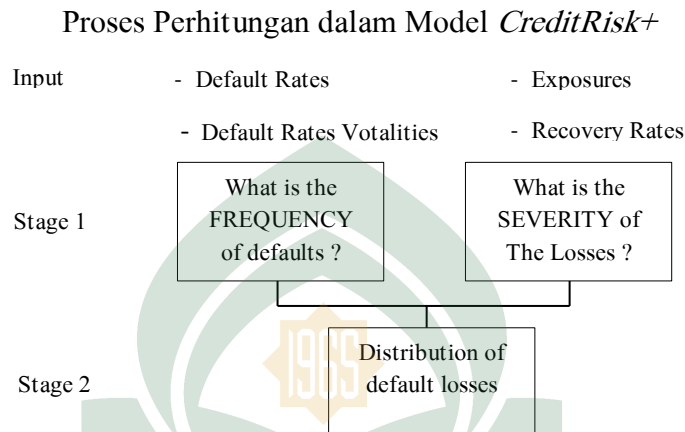 Proses Perhitungan dalam Model CreditRisk+
Input
- Default Rates
- Exposures
- Default Rates Votalities
- Recovery Rates
Stage 1
What is the
FREQUENCY
of defaults ?
What is the
SEVERITY of
The Losses ?
Stage 2
Distribution of
default losses
1965